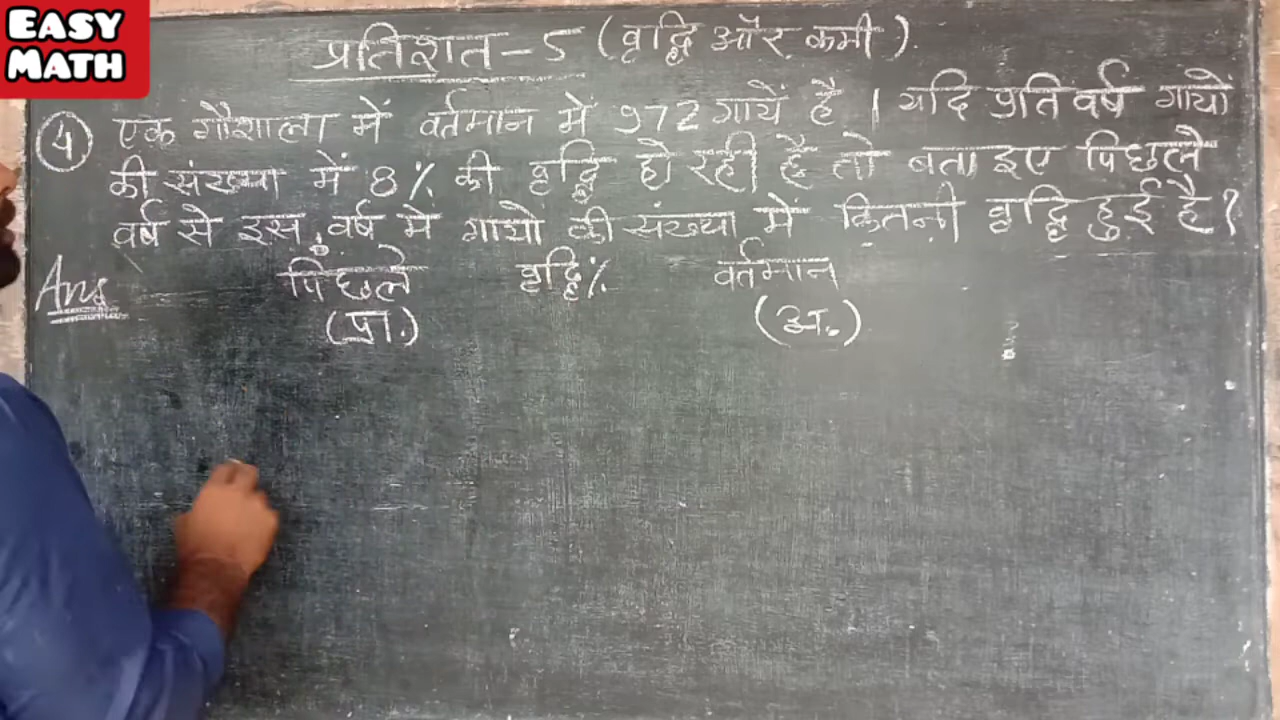 EASY
MATH
प्रतिशत-5 (वृद्धि और कमी)
④ एक गौशाला में वर्तमान में 972 गायें है । यदि प्रतिवर्ष गायों
की संख्या में 8% की वृद्धि हो रही है तो बताइए पिछले
वर्ष से इस वर्ष में गायो की संख्या में कितनी वृद्धि हुई है?
Ans पिछले वृद्धि% वर्तमान
(प्रा.) (अ.)